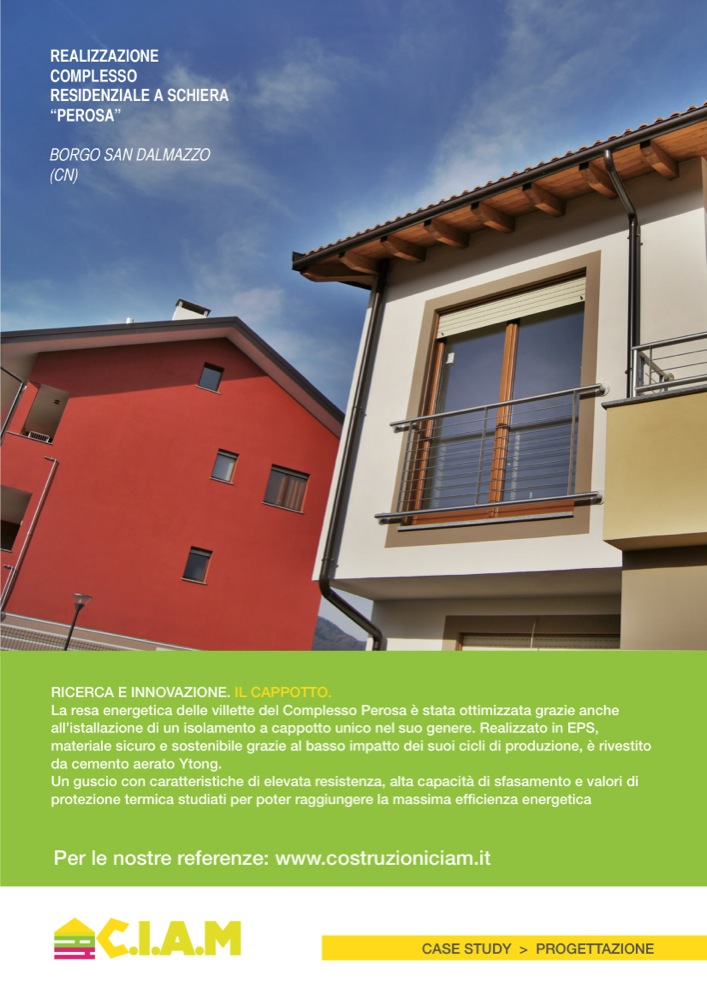 REALIZZAZIONE
COMPLESSO
RESIDENZIALE A SCHIERA
“PEROSA”
BORGO SAN DALMAZZO
(CN)
RICERCA E INNOVAZIONE. IL CAPPOTTO.
La resa energetica delle villette del Complesso Perosa è stata ottimizzata grazie anche
all'istallazione di un isolamento a cappotto unico nel suo genere. Realizzato in EPS,
materiale sicuro e sostenibile grazie al basso impatto dei suoi cicli di produzione, è rivestito
da cemento aerato Ytong.
Un guscio con caratteristiche di elevata resistenza, alta capacità di sfasamento e valori di
protezione termica studiati per poter raggiungere la massima efficienza energetica
Per le nostre referenze: www.costruzioniciam.it
C.I.A.M
CASE STUDY > PROGETTAZIONE